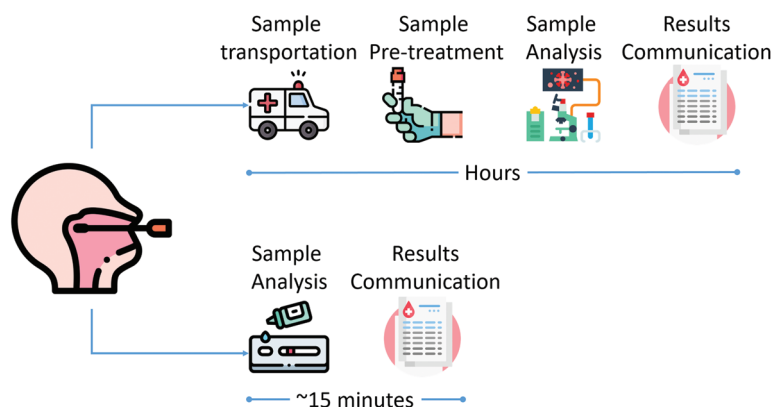 Sample
transportation
Sample
Pre-treatment
Sample
Analysis
Results
Communication
Hours
Sample
Analysis
Results
Communication
~15 minutes